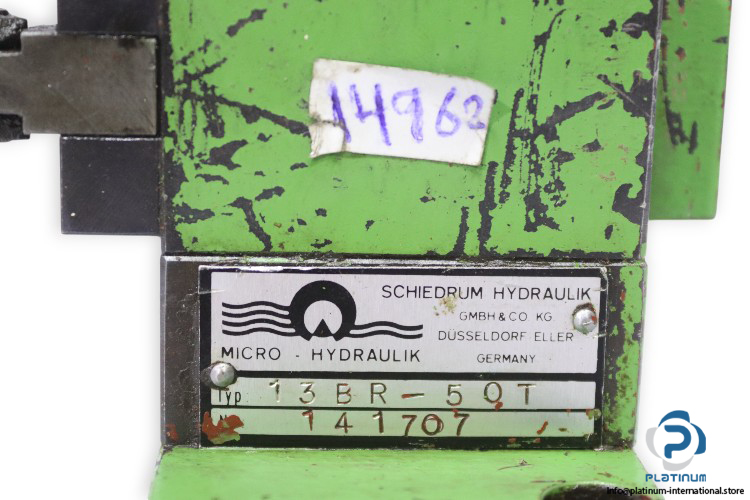 14962
SCHIEDRUM HYDRAULIK
GMBH & CO KG
DÜSSELDORF ELLER
GERMANY
MICRO - HYDRAULIK
Typ 13BR-50T
141707
PLATINUM
info@platinum-international.store